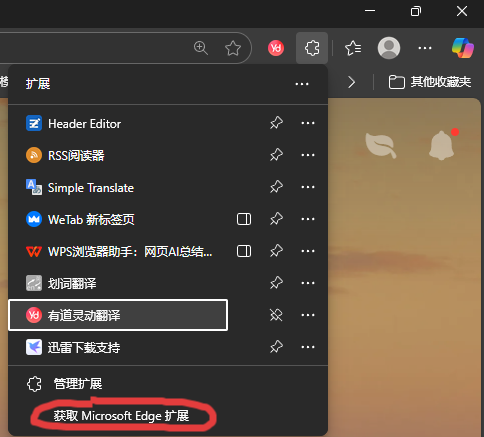 yd
模
其他收藏夹
扩展
Header Editor
RSS阅读器
Simple Translate
WeTab 新标签页
WPS浏览器助手：网页AI总结...
划词翻译
yd 有道灵动翻译
迅雷下载支持
管理扩展
获取 Microsoft Edge 扩展